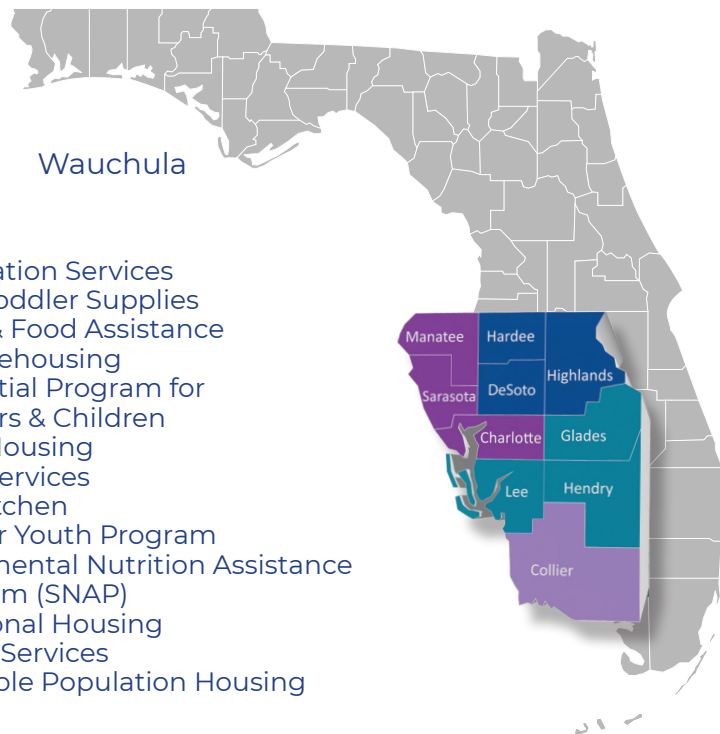 Wauchula
ation Services
oddler Supplies
& Food Assistance
ehousing
tial Program for
rs & Children
Housing
ervices
tchen
r Youth Program
mental Nutrition Assistance
m (SNAP)
onal Housing
Services
ble Population Housing
Manatee
Hardee
Highlands
Sarasota
DeSoto
Charlotte
Glades
Lee
Hendry
Collier